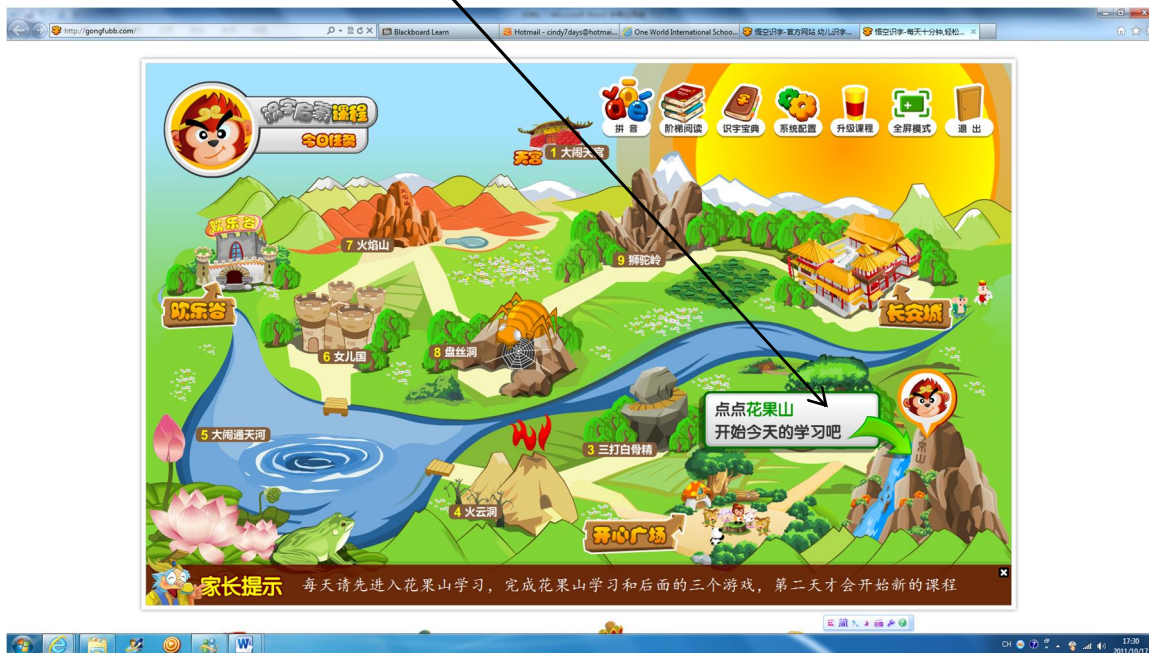 http://gongfubb.com/
Blackboard Learn
Hotmail - cindy7days@hotmai...
One World International Schoo...
悟空识字-官方网站 幼儿识字...
悟空识字-每天十分钟,轻松...
识字启蒙课程
今日任务
拼 音
阶梯阅读
识字宝典
系统配置
升级课程
全屏模式
退 出
天宫
1 大闹天宫
欢乐谷
7 火焰山
9 狮驼岭
欢乐谷
长安城
6 女儿国
8 盘丝洞
点点花果山
开始今天的学习吧
花果山
5 大闹通天河
3 三打白骨精
4 火云洞
开心广场
家长提示
每天请先进入花果山学习，完成花果山学习和后面的三个游戏，第二天才会开始新的课程
简
CH
17:30
2011/10/17